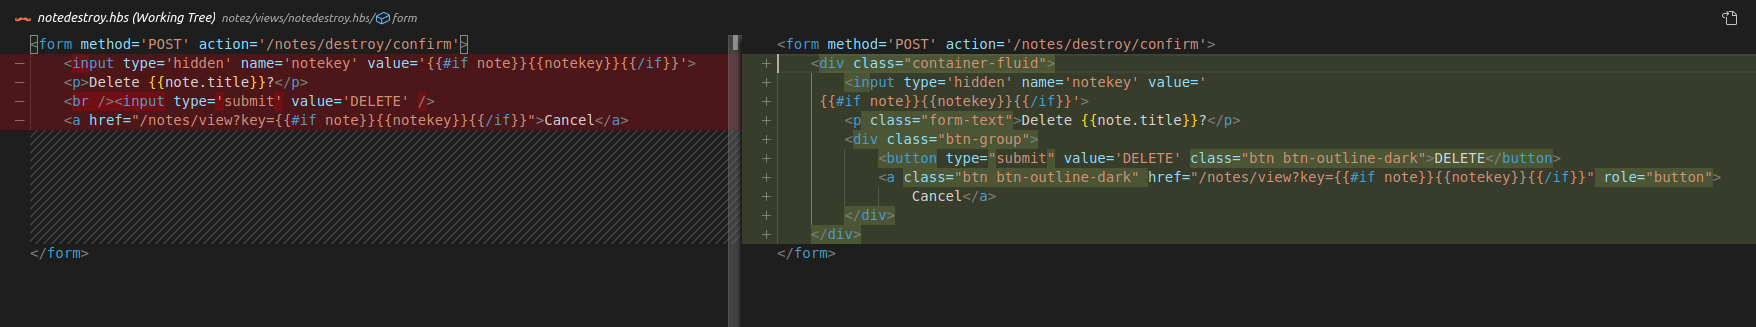 notedestroy.hbs (Working Tree) notez/views/notedestroy.hbs/form
<form method='POST' action='/notes/destroy/confirm'>
— <input type='hidden' name='notekey' value='{{#if note}}{{notekey}}{{/if}}'>
— <p>Delete {{note.title}}?</p>
— <br /><input type='submit' value='DELETE' />
— <a href="/notes/view?key={{#if note}}{{notekey}}{{/if}}">Cancel</a>
</form>
<form method='POST' action='/notes/destroy/confirm'>
+ <div class="container-fluid">
+ <input type='hidden' name='notekey' value='
+ {{#if note}}{{notekey}}{{/if}}'>
+ <p class="form-text">Delete {{note.title}}?</p>
+ <div class="btn-group">
+ <button type="submit" value='DELETE' class="btn btn-outline-dark">DELETE</button>
+ <a class="btn btn-outline-dark" href="/notes/view?key={{#if note}}{{notekey}}{{/if}}" role="button">
+ Cancel</a>
+ </div>
+ </div>
</form>